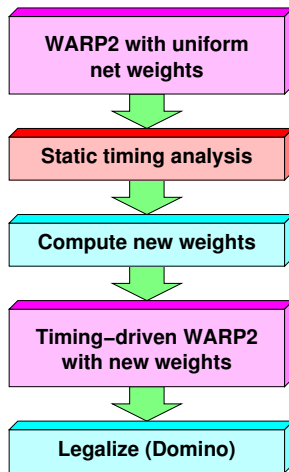 WARP2 with uniform
net weights
Static timing analysis
Compute new weights
Timing−driven WARP2
with new weights
Legalize (Domino)